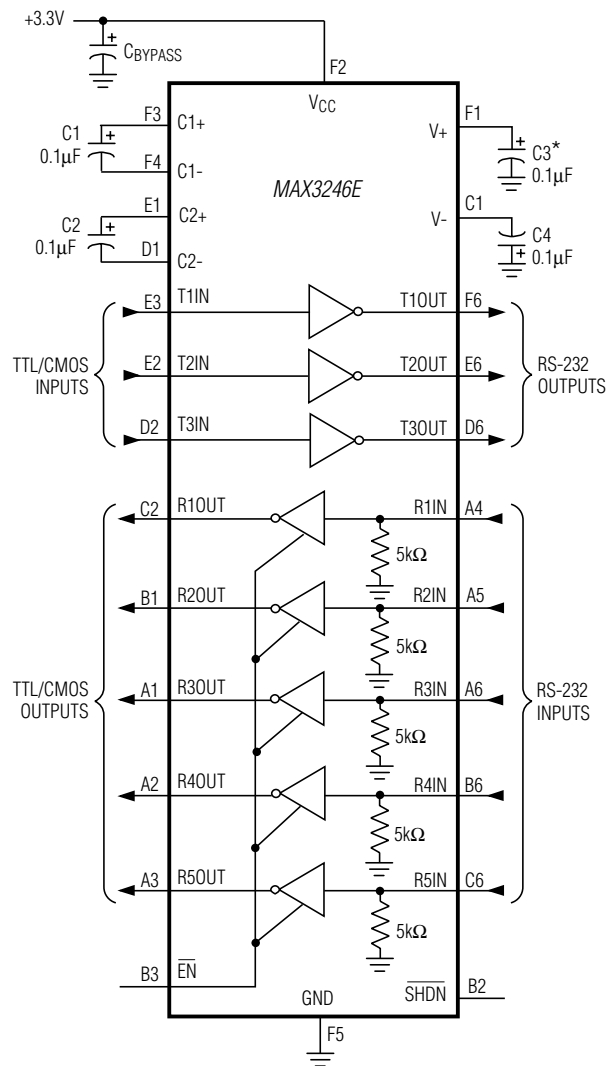 +3.3V
CBYPASS
F2
VCC
F3
C1+
C1
0.1µF
F4
C1-
E1
C2+
C2
0.1µF
D1
C2-
MAX3246E
F1
V+
C3*
0.1µF
C1
V-
C4
0.1µF
TTL/CMOS
INPUTS
E3
T1IN
T1OUT
F6
E2
T2IN
T2OUT
E6
D2
T3IN
T3OUT
D6
RS-232
OUTPUTS
TTL/CMOS
OUTPUTS
C2
R1OUT
R1IN
A4
5kΩ
B1
R2OUT
R2IN
A5
5kΩ
A1
R3OUT
R3IN
A6
5kΩ
A2
R4OUT
R4IN
B6
5kΩ
A3
R5OUT
R5IN
C6
5kΩ
RS-232
INPUTS
B3
EN
SHDN
B2
GND
F5